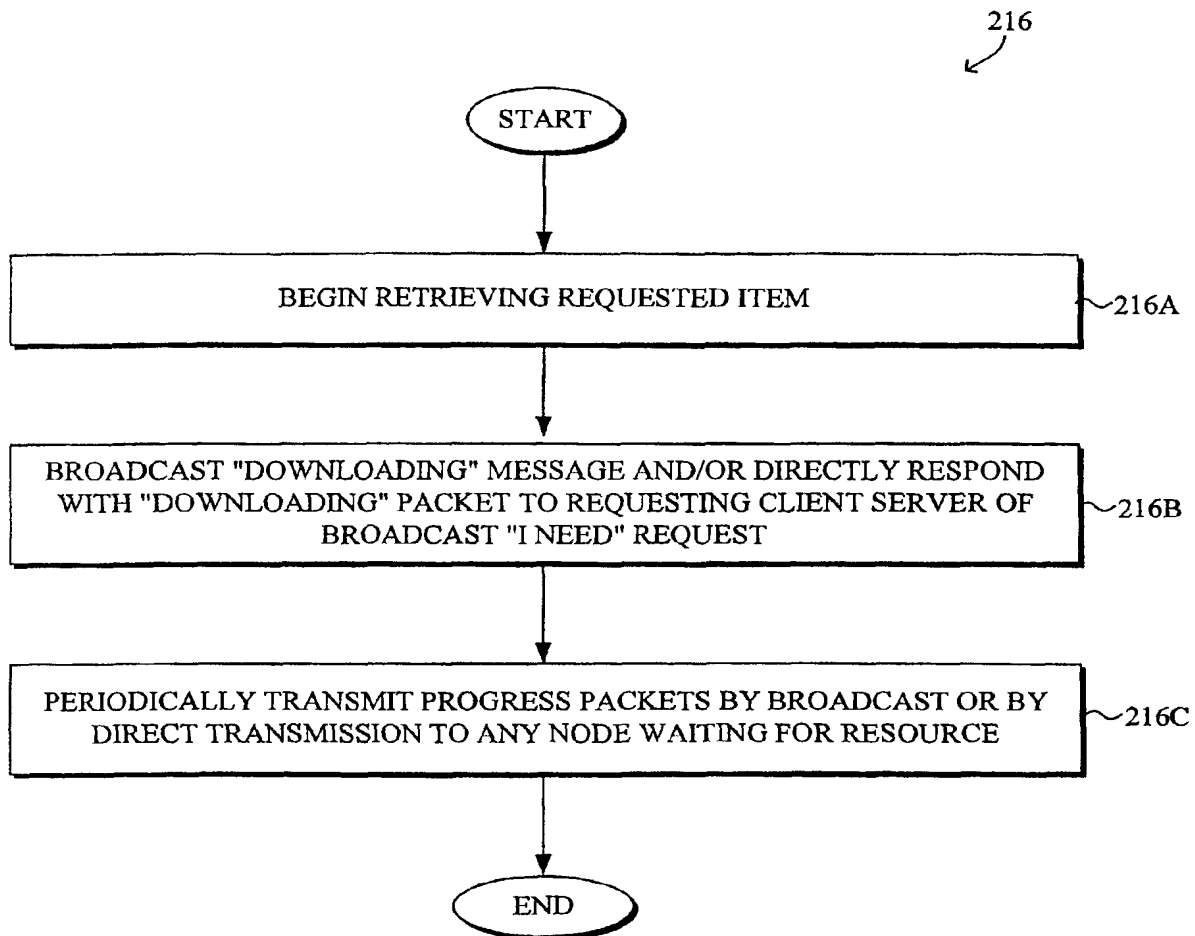 216
START
BEGIN RETRIEVING REQUESTED ITEM
216A
BROADCAST "DOWNLOADING" MESSAGE AND/OR DIRECTLY RESPOND
WITH "DOWNLOADING" PACKET TO REQUESTING CLIENT SERVER OF
BROADCAST "I NEED" REQUEST
216B
PERIODICALLY TRANSMIT PROGRESS PACKETS BY BROADCAST OR BY
DIRECT TRANSMISSION TO ANY NODE WAITING FOR RESOURCE
216C
END